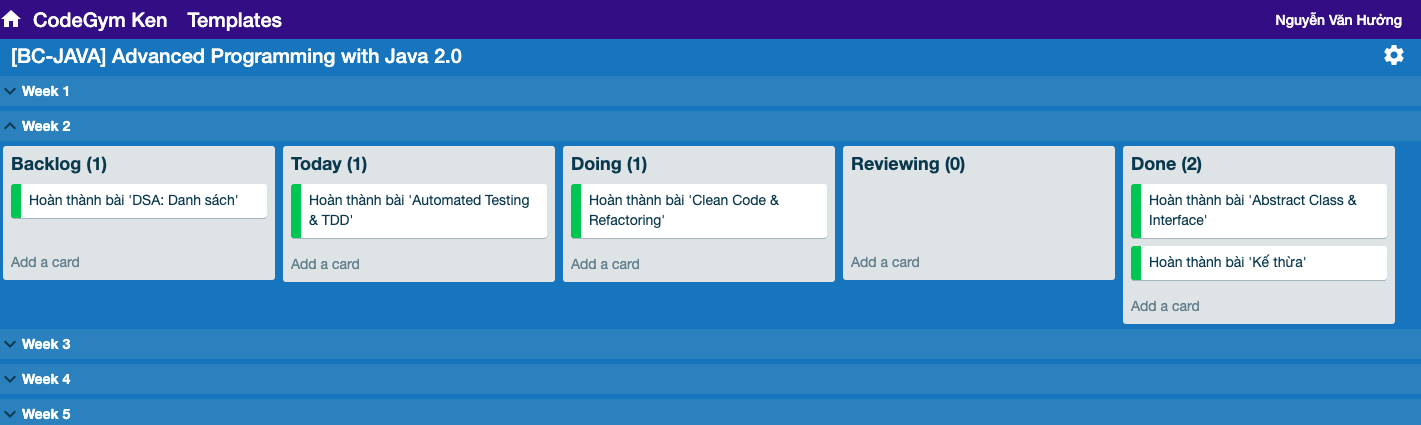 CodeGym Ken Templates Nguyễn Văn Hưởng
[BC-JAVA] Advanced Programming with Java 2.0
Week 1
Week 2
Backlog (1)
Hoàn thành bài 'DSA: Danh sách'
Add a card
Today (1)
Hoàn thành bài 'Automated Testing
& TDD'
Add a card
Doing (1)
Hoàn thành bài 'Clean Code &
Refactoring'
Add a card
Reviewing (0)
Add a card
Done (2)
Hoàn thành bài 'Abstract Class &
Interface'
Hoàn thành bài 'Kế thừa'
Add a card
Week 3
Week 4
Week 5